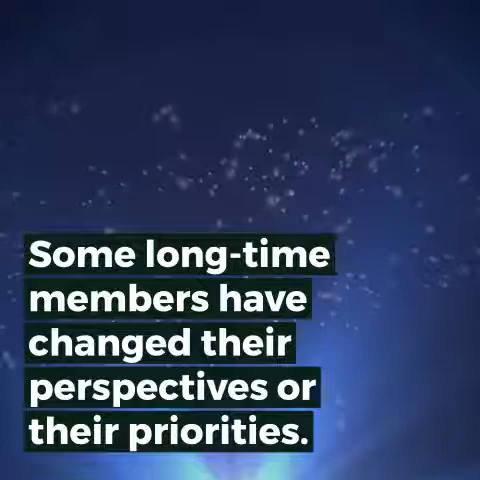 Some long-time
members have
changed their
perspectives or
their priorities.